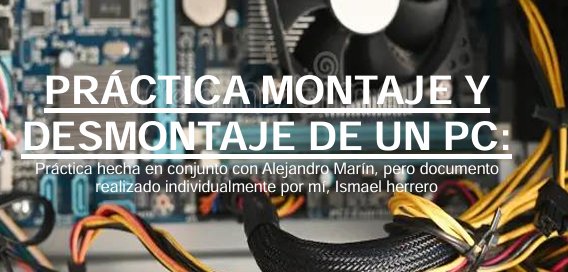 PRÁCTICA MONTAJE Y
DESMONTAJE DE UN PC:
Práctica hecha en conjunto con Alejandro Marín, pero documento
realizado individualmente por mí, Ismael herrero